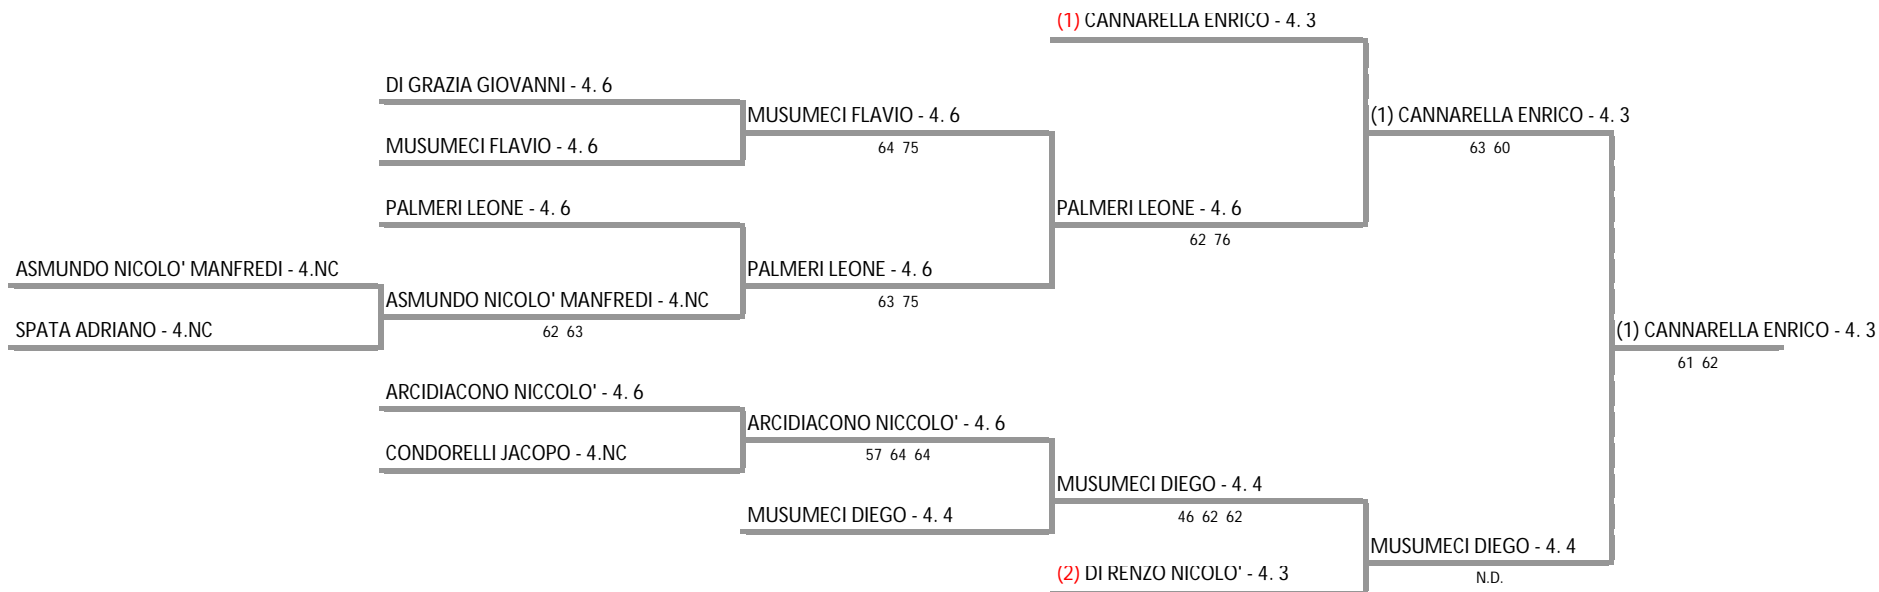 (1) CANNARELLA ENRICO - 4. 3
DI GRAZIA GIOVANNI - 4. 6
MUSUMECI FLAVIO - 4. 6
(1) CANNARELLA ENRICO - 4. 3
MUSUMECI FLAVIO - 4. 6
64 75
63 60
PALMERI LEONE - 4. 6
PALMERI LEONE - 4. 6
62 76
ASMUNDO NICOLO' MANFREDI - 4.NC
PALMERI LEONE - 4. 6
ASMUNDO NICOLO' MANFREDI - 4.NC
63 75
SPATA ADRIANO - 4.NC
62 63
(1) CANNARELLA ENRICO - 4. 3
61 62
ARCIDIACONO NICCOLO' - 4. 6
ARCIDIACONO NICCOLO' - 4. 6
CONDORELLI JACOPO - 4.NC
57 64 64
MUSUMECI DIEGO - 4. 4
MUSUMECI DIEGO - 4. 4
46 62 62
MUSUMECI DIEGO - 4. 4
(2) DI RENZO NICOLO' - 4. 3
N.D.